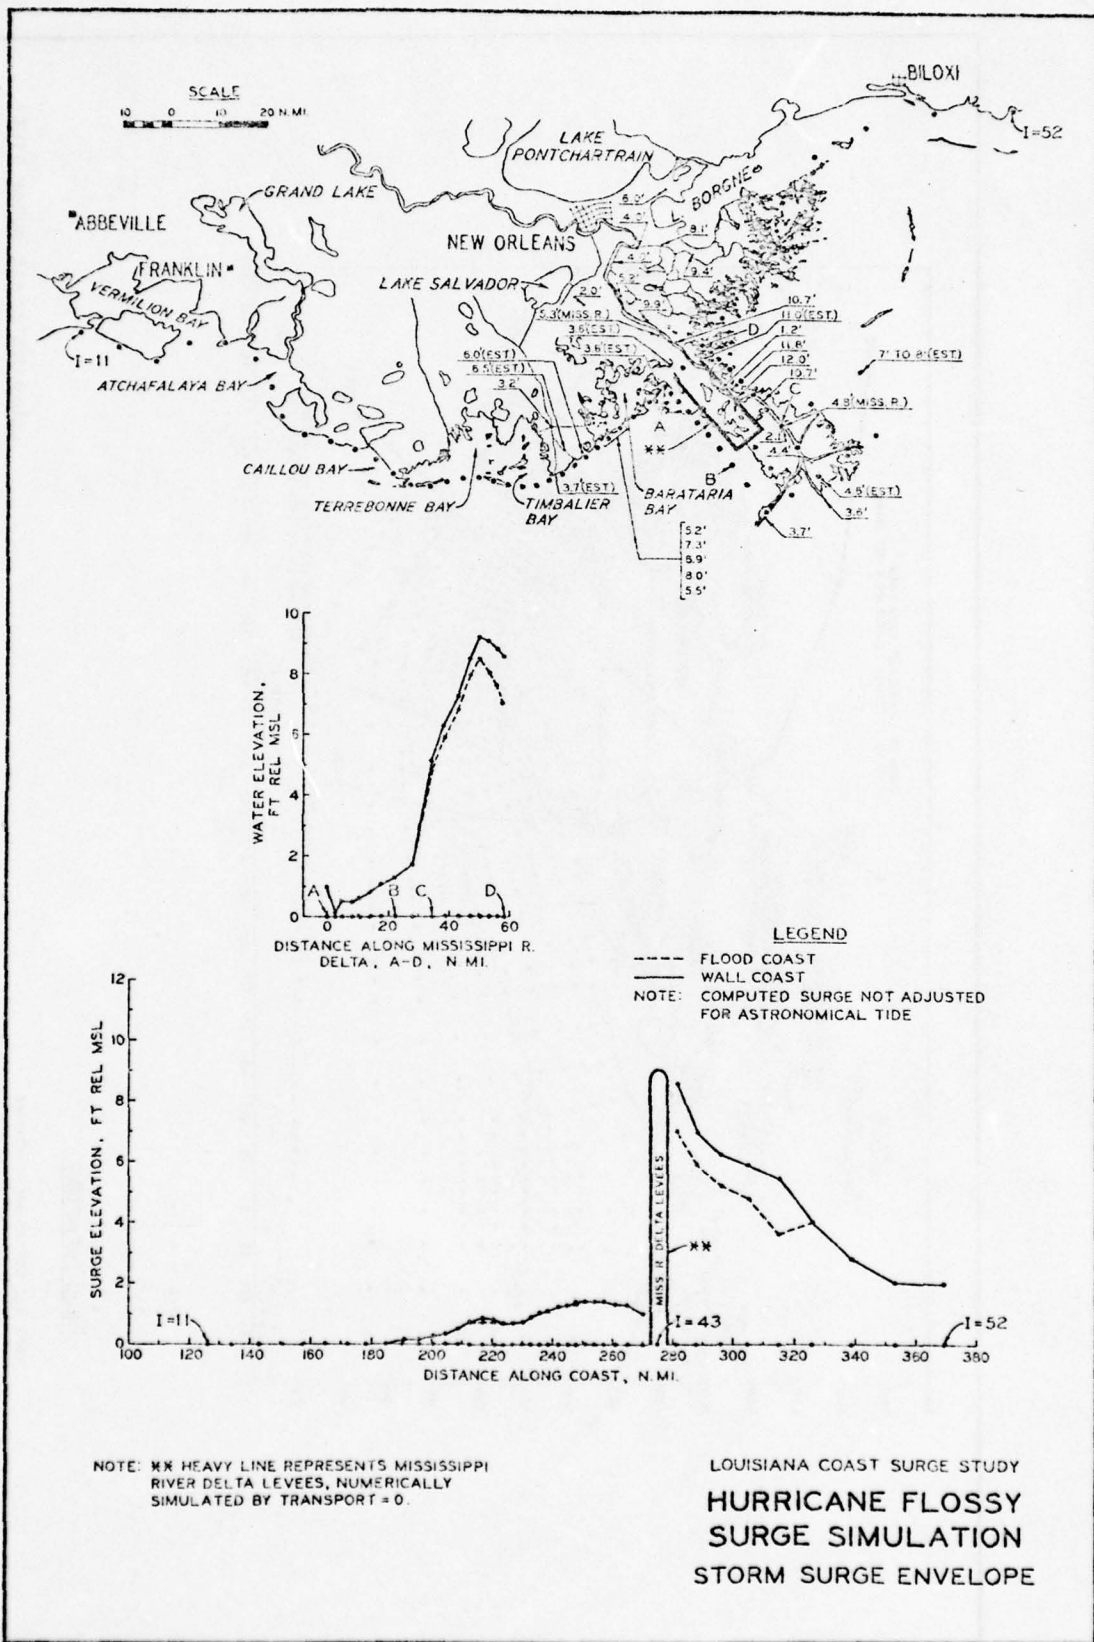 SCALE
10 0 10 20 N.MI.
BILOXI
I=52
LAKE
PONTCHARTRAIN
BORGNE
GRAND LAKE
ABBEVILLE
NEW ORLEANS
FRANKLIN
LAKE SALVADOR
VERMILION BAY
I=11
ATCHAFALAYA BAY
CAILLOU BAY
TERREBONNE BAY
TIMBALIER
BAY
BARATARIA
BAY
6.0'
4.0'
8.1'
9.4'
9.9'
2.0'
5.3'(MISS. R.)
3.6'(EST)
3.6'(EST)
6.0'(EST)
6.5'(EST)
3.2'
3.7'(EST)
10.7'
11.0'(EST)
D
1.2'
11.8'
12.0'
10.7'
C
7' TO 8'(EST)
4.8'(MISS. R.)
A
**
B
2.1'
4.4'
4.5'(EST)
3.6'
3.7'
5.2'
7.3'
6.9'
8.0'
5.5'
WATER ELEVATION,
FT REL MSL
10
8
6
4
2
0
A B C D
0 20 40 60
DISTANCE ALONG MISSISSIPPI R.
DELTA, A-D, N.MI.
LEGEND
FLOOD COAST
WALL COAST
NOTE: COMPUTED SURGE NOT ADJUSTED
FOR ASTRONOMICAL TIDE
SURGE ELEVATION, FT REL MSL
12
10
8
6
4
2
0
I=11
MISS. R. DELTA LEVEES
**
I=43
I=52
100 120 140 160 180 200 220 240 260 280 300 320 340 360 380
DISTANCE ALONG COAST, N.MI.
NOTE: ** HEAVY LINE REPRESENTS MISSISSIPPI
RIVER DELTA LEVEES, NUMERICALLY
SIMULATED BY TRANSPORT = 0.
LOUISIANA COAST SURGE STUDY
HURRICANE FLOSSY
SURGE SIMULATION
STORM SURGE ENVELOPE